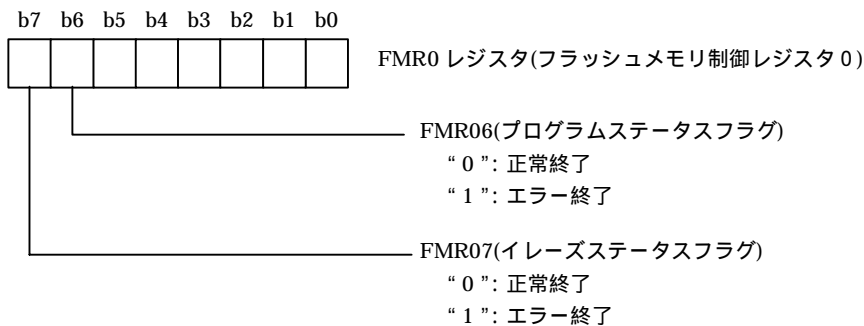 b7 b6 b5 b4 b3 b2 b1 b0
FMR0 レジスタ(フラッシュメモリ制御レジスタ 0 )
FMR06(プログラムステータスフラグ)
“ 0 ”: 正常終了
“ 1 ”: エラー終了
FMR07(イレーズステータスフラグ)
“ 0 ”: 正常終了
“ 1 ”: エラー終了